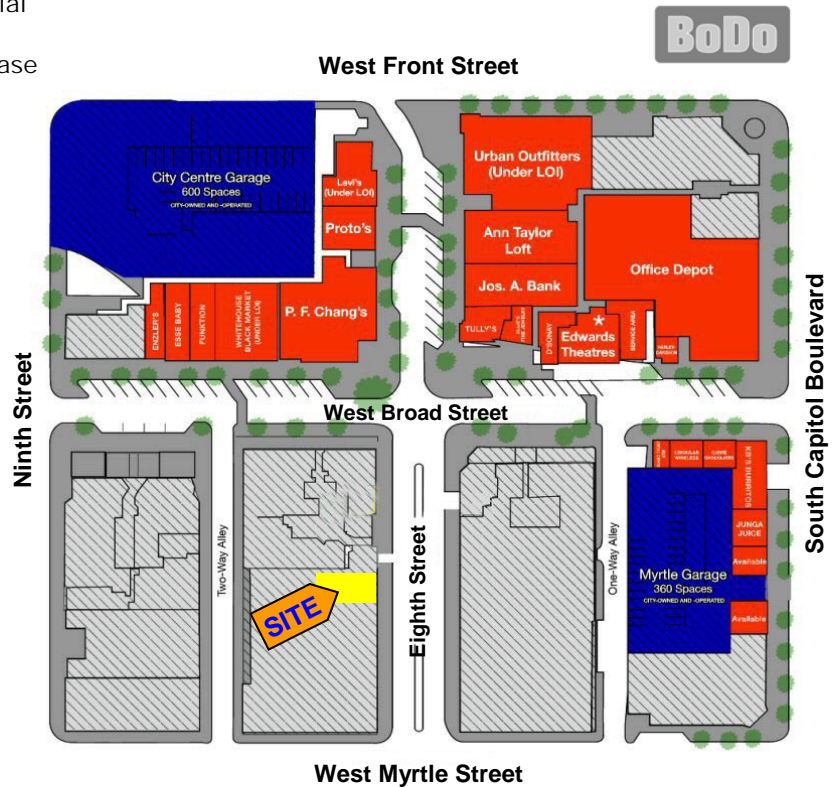 ial
ase
BoDo
West Front Street
City Centre Garage
600 Spaces
CITY-OWNED AND -OPERATED
Levi's
(Under LOI)
Proto's
Urban Outfitters
(Under LOI)
Ann Taylor
Loft
Jos. A. Bank
Office Depot
ENZLER'S
ESSE BABY
FUNKTION
WHITEHOUSE
BLACK MARKET
(UNDER LOI)
P. F. Chang's
TULLY'S
D'BONAY
*
Edwards
Theatres
SERVICE AREA
Ninth Street
South Capitol Boulevard
West Broad Street
KB'S BURRITOS
JUNGA
JUICE
Available
Two-Way Alley
Eighth Street
One-Way Alley
Myrtle Garage
360 Spaces
CITY-OWNED AND -OPERATED
Available
SITE
West Myrtle Street